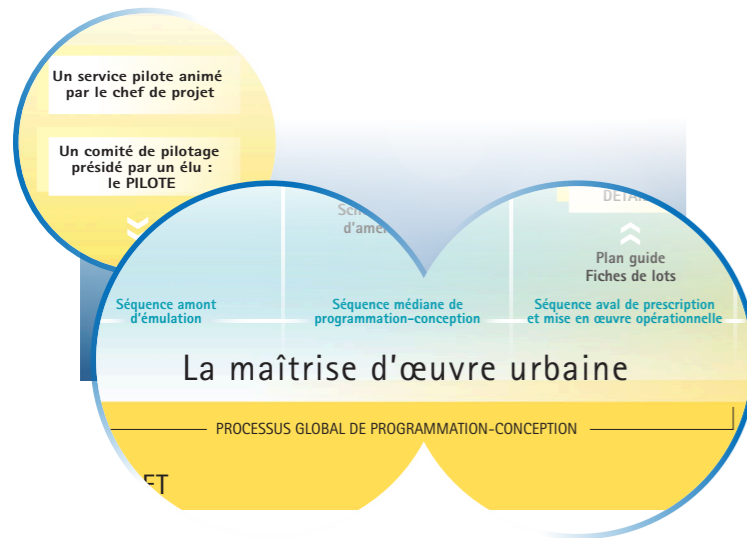 Un service pilote animé
par le chef de projet
Un comité de pilotage
présidé par un élu :
le PILOTE
Plan guide
Fiches de lots
Séquence amont
d'émulation
Séquence médiane de
programmation-conception
Séquence aval de prescription
et mise en œuvre opérationnelle
La maîtrise d'œuvre urbaine
PROCESSUS GLOBAL DE PROGRAMMATION-CONCEPTION